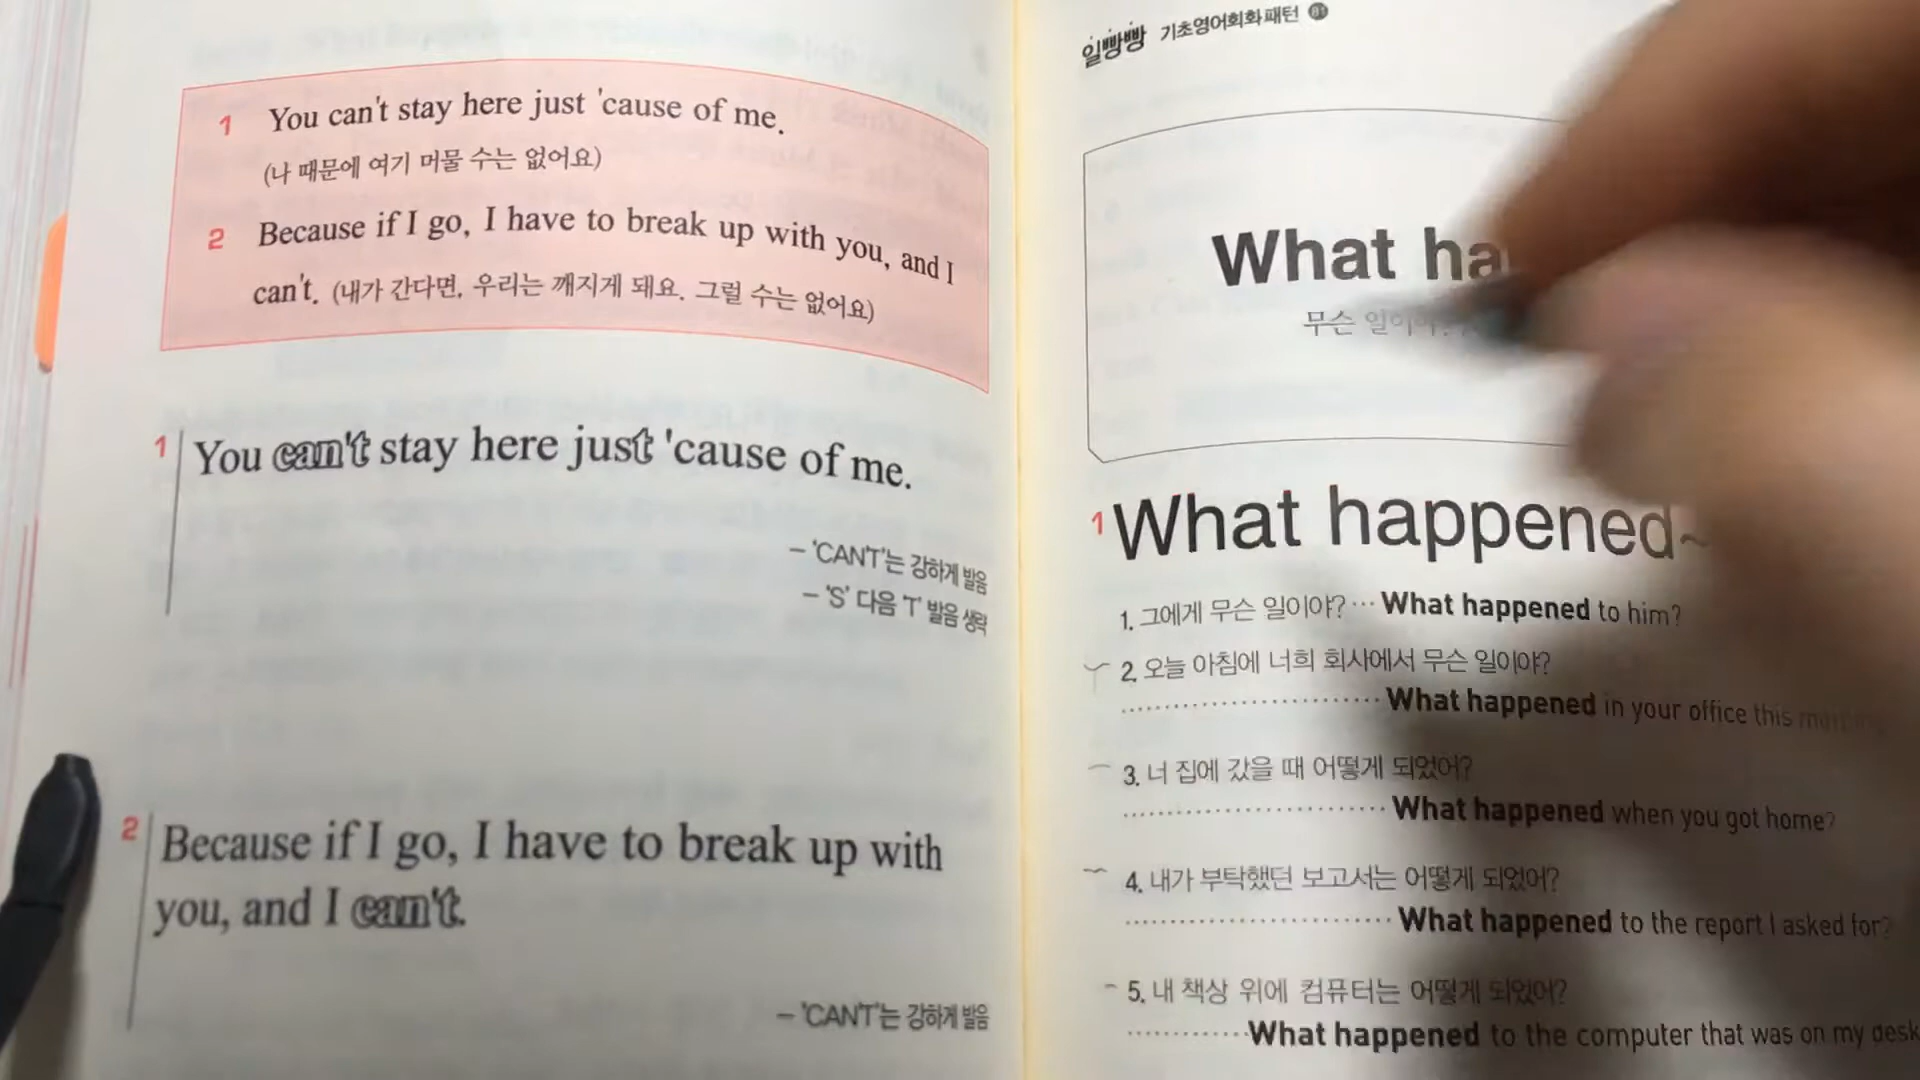 1 You can't stay here just 'cause of me.
(나 때문에 여기 머물 수는 없어요)
2 Because if I go, I have to break up with you, and I
can't. (내가 간다면, 우리는 깨지게 돼요. 그럴 수는 없어요)
1 You can't stay here just 'cause of me.
– 'CAN'T'는 강하게 발음
– 'S' 다음 'T' 발음 생략
2 Because if I go, I have to break up with
you, and I can't.
– 'CAN'T'는 강하게 발음
일빵빵 기초영어회화패턴 81
What
무슨
1 What happened~
1. 그에게 무슨 일이야? ··· What happened to him?
2. 오늘 아침에 너희 회사에서 무슨 일이야?
What happened in your office this
3. 너 집에 갔을 때 어떻게 되었어?
What happened when you got home?
4. 내가 부탁했던 보고서는 어떻게 되었어?
What happened to the report I asked for?
5. 내 책상 위에 컴퓨터는 어떻게 되었어?
What happened to the computer that was on my desk